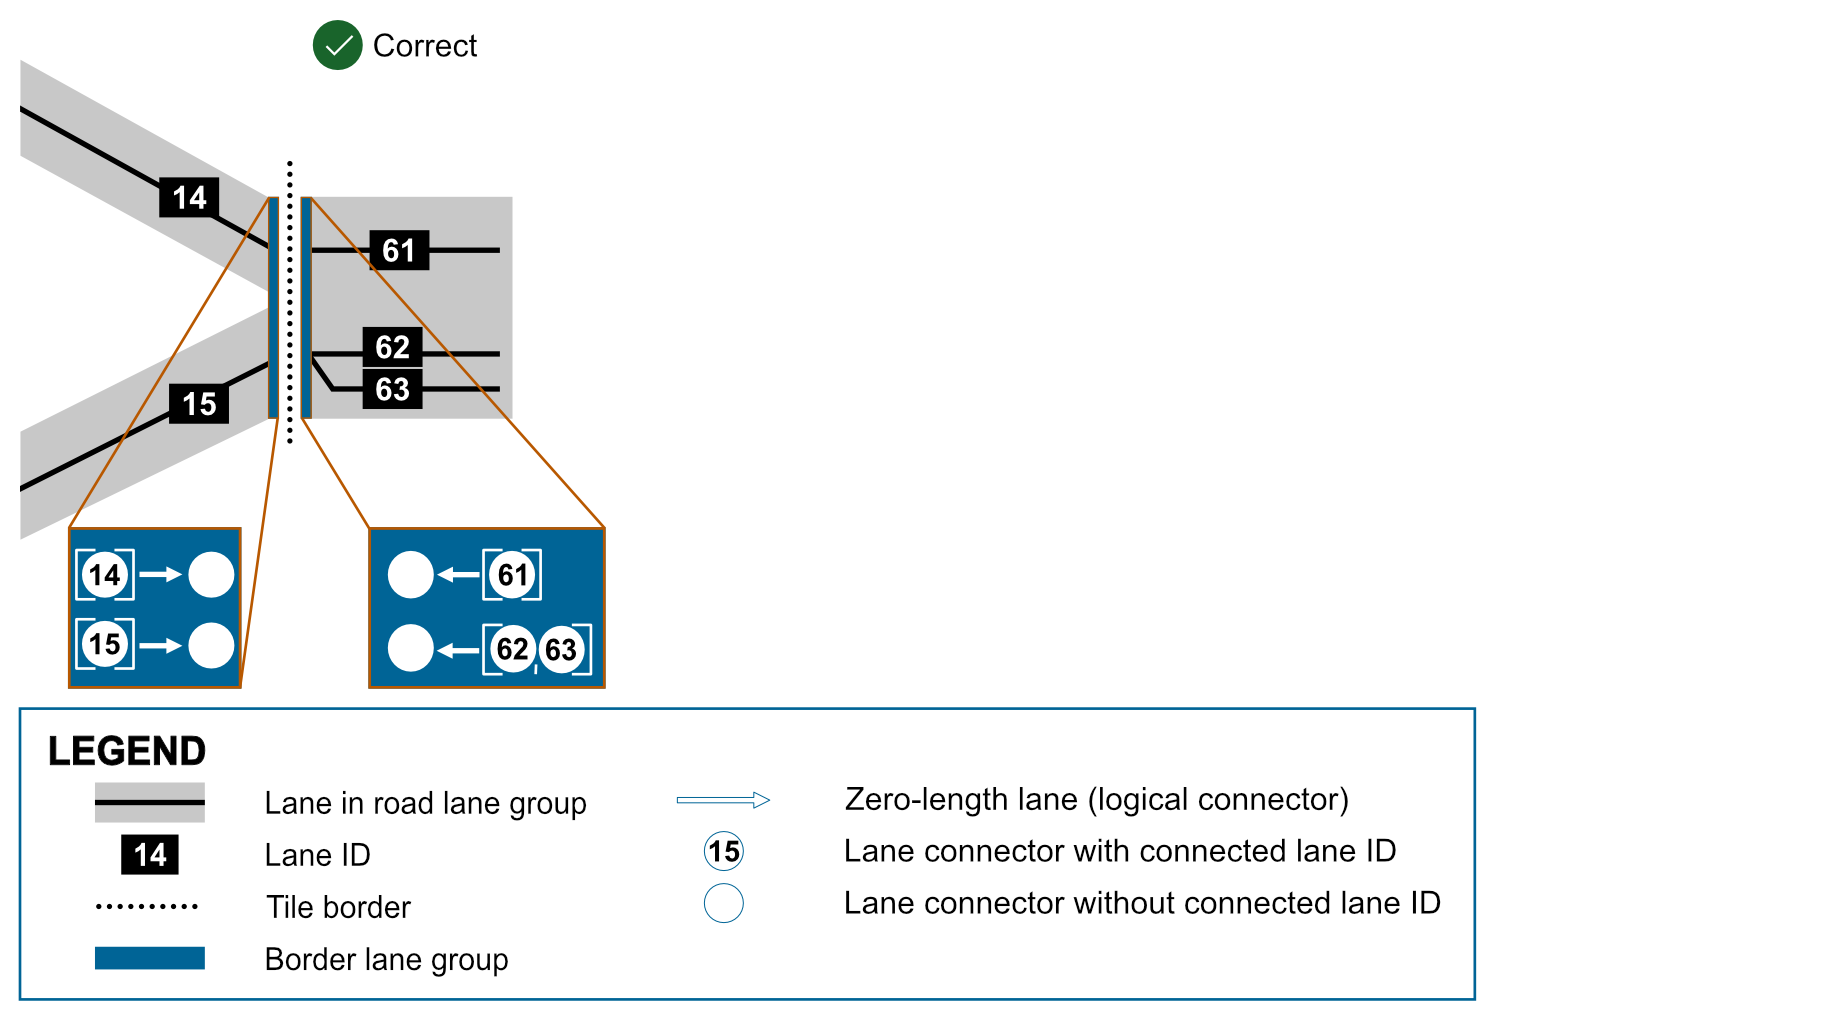 Correct
14
61
62
63
15
14
61
15
62, 63
LEGEND
Lane in road lane group
Zero-length lane (logical connector)
14
Lane ID
15
Lane connector with connected lane ID
Tile border
Lane connector without connected lane ID
Border lane group